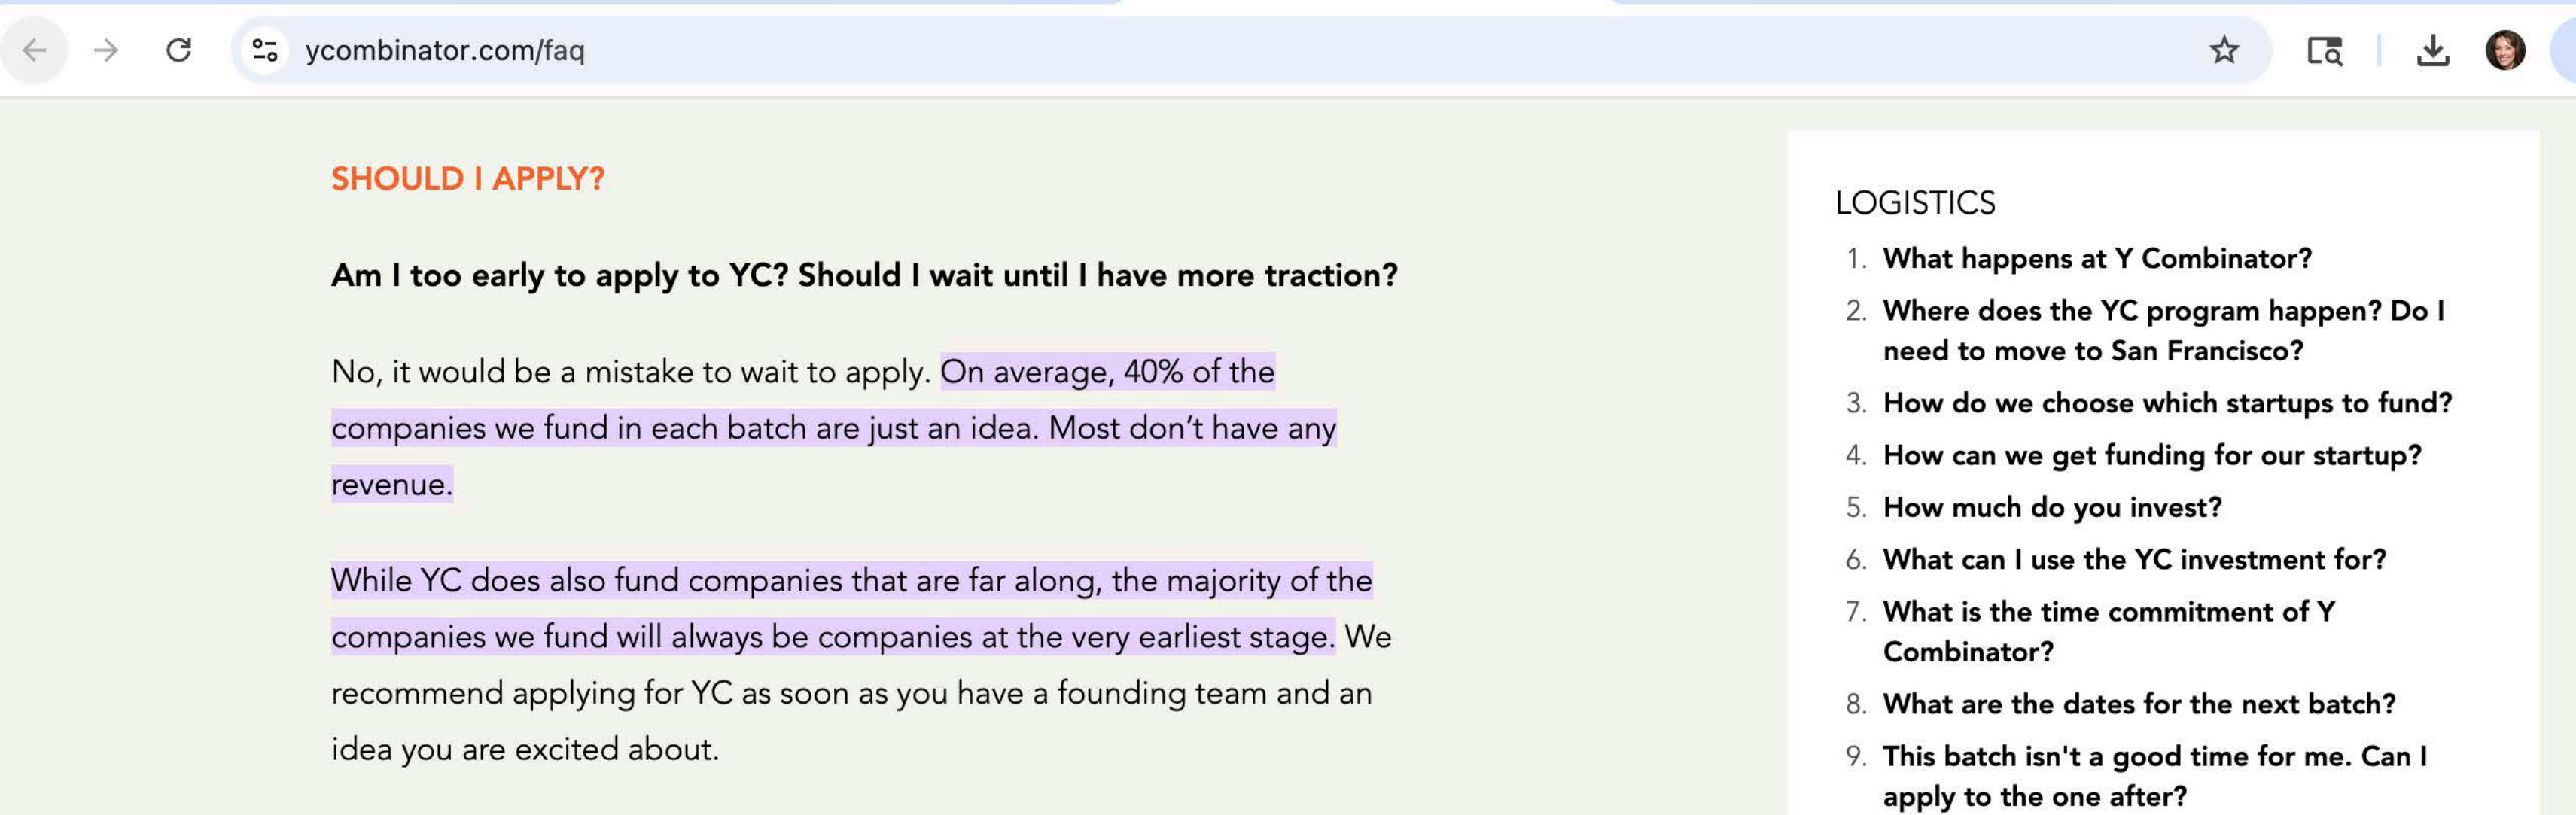 ycombinator.com/faq
SHOULD I APPLY?
Am I too early to apply to YC? Should I wait until I have more traction?
No, it would be a mistake to wait to apply. On average, 40% of the
companies we fund in each batch are just an idea. Most don’t have any
revenue.
While YC does also fund companies that are far along, the majority of the
companies we fund will always be companies at the very earliest stage. We
recommend applying for YC as soon as you have a founding team and an
idea you are excited about.
LOGISTICS
1. What happens at Y Combinator?
2. Where does the YC program happen? Do I
need to move to San Francisco?
3. How do we choose which startups to fund?
4. How can we get funding for our startup?
5. How much do you invest?
6. What can I use the YC investment for?
7. What is the time commitment of Y
Combinator?
8. What are the dates for the next batch?
9. This batch isn't a good time for me. Can I
apply to the one after?